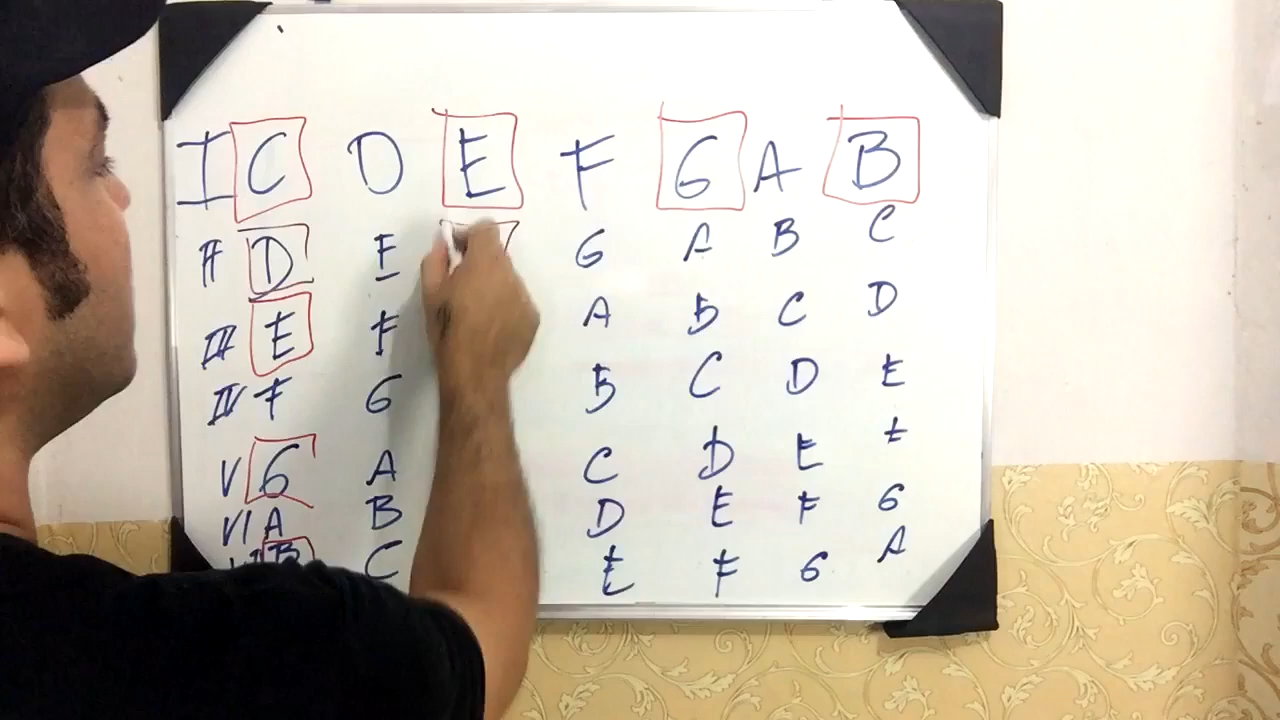 I C D E F G A B
II D E G A B C
III E F A B C D
IV F G B C D E
V G A C D E F
VI A B D E F G
B C E F G A